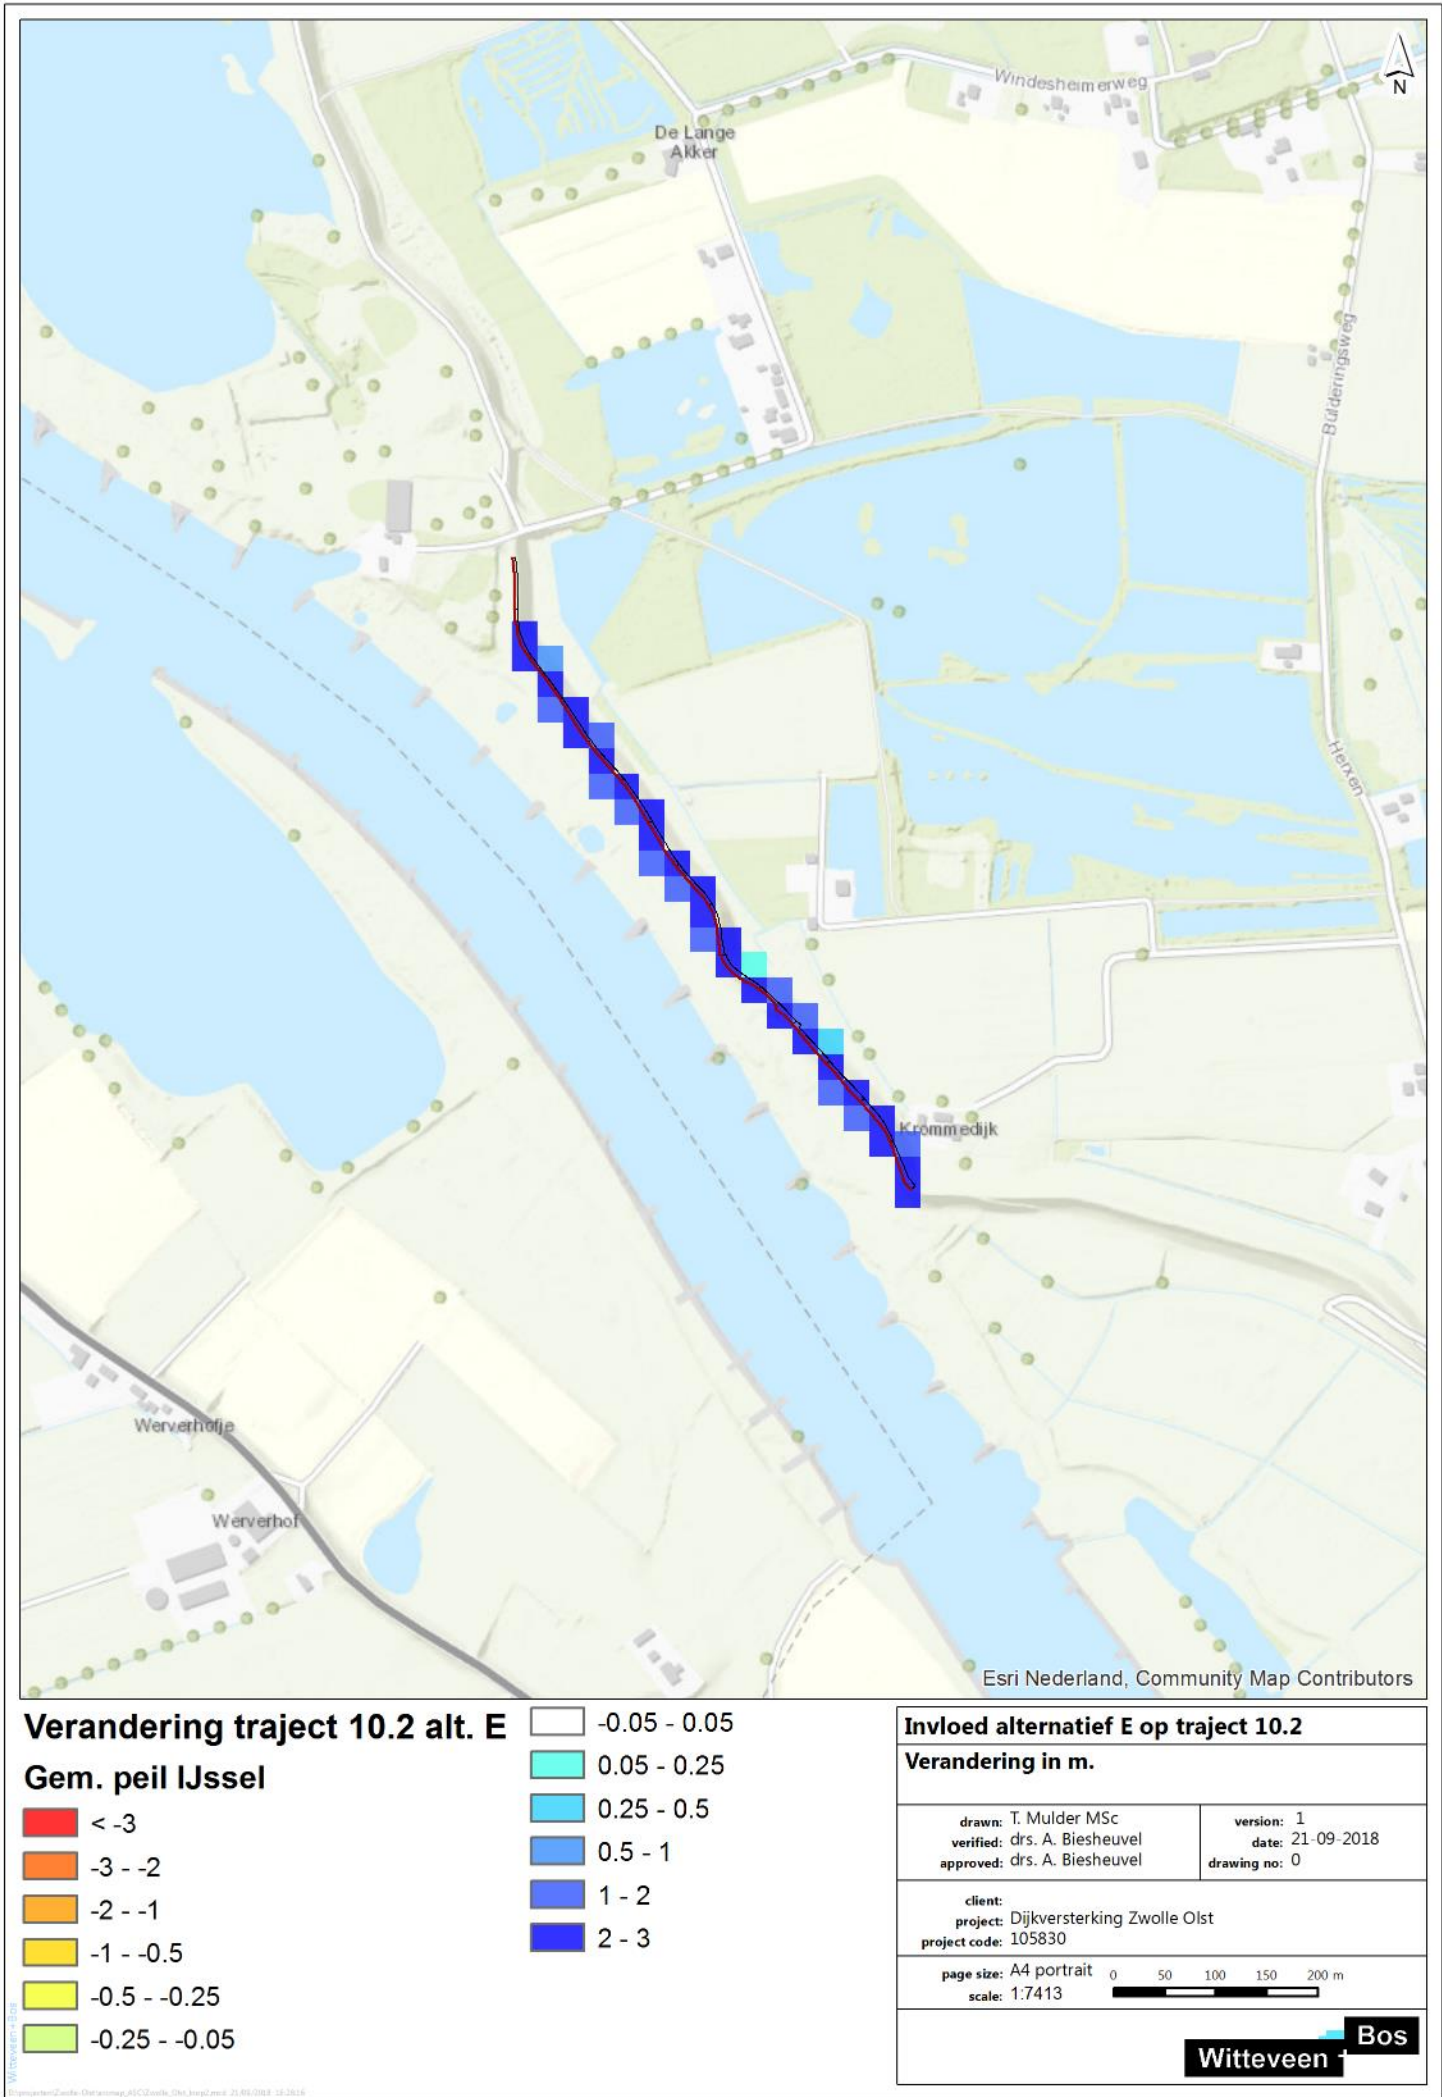 N
Windesheimerweg
De Lange
Akker
Bulderingsweg
Herxen
Krommedijk
Werverhofje
Werverhof
Esri Nederland, Community Map Contributors
Verandering traject 10.2 alt. E
Gem. peil IJssel
< -3
-3 - -2
-2 - -1
-1 - -0.5
-0.5 - -0.25
-0.25 - -0.05
-0.05 - 0.05
0.05 - 0.25
0.25 - 0.5
0.5 - 1
1 - 2
2 - 3
Invloed alternatief E op traject 10.2
Verandering in m.
drawn: T. Mulder MSc
verified: drs. A. Biesheuvel
approved: drs. A. Biesheuvel
version: 1
date: 21-09-2018
drawing no: 0
client:
project: Dijkversterking Zwolle Olst
project code: 105830
page size: A4 portrait
scale: 1:7413
0 50 100 150 200 m
Witteveen + Bos
Witteveen+Bos